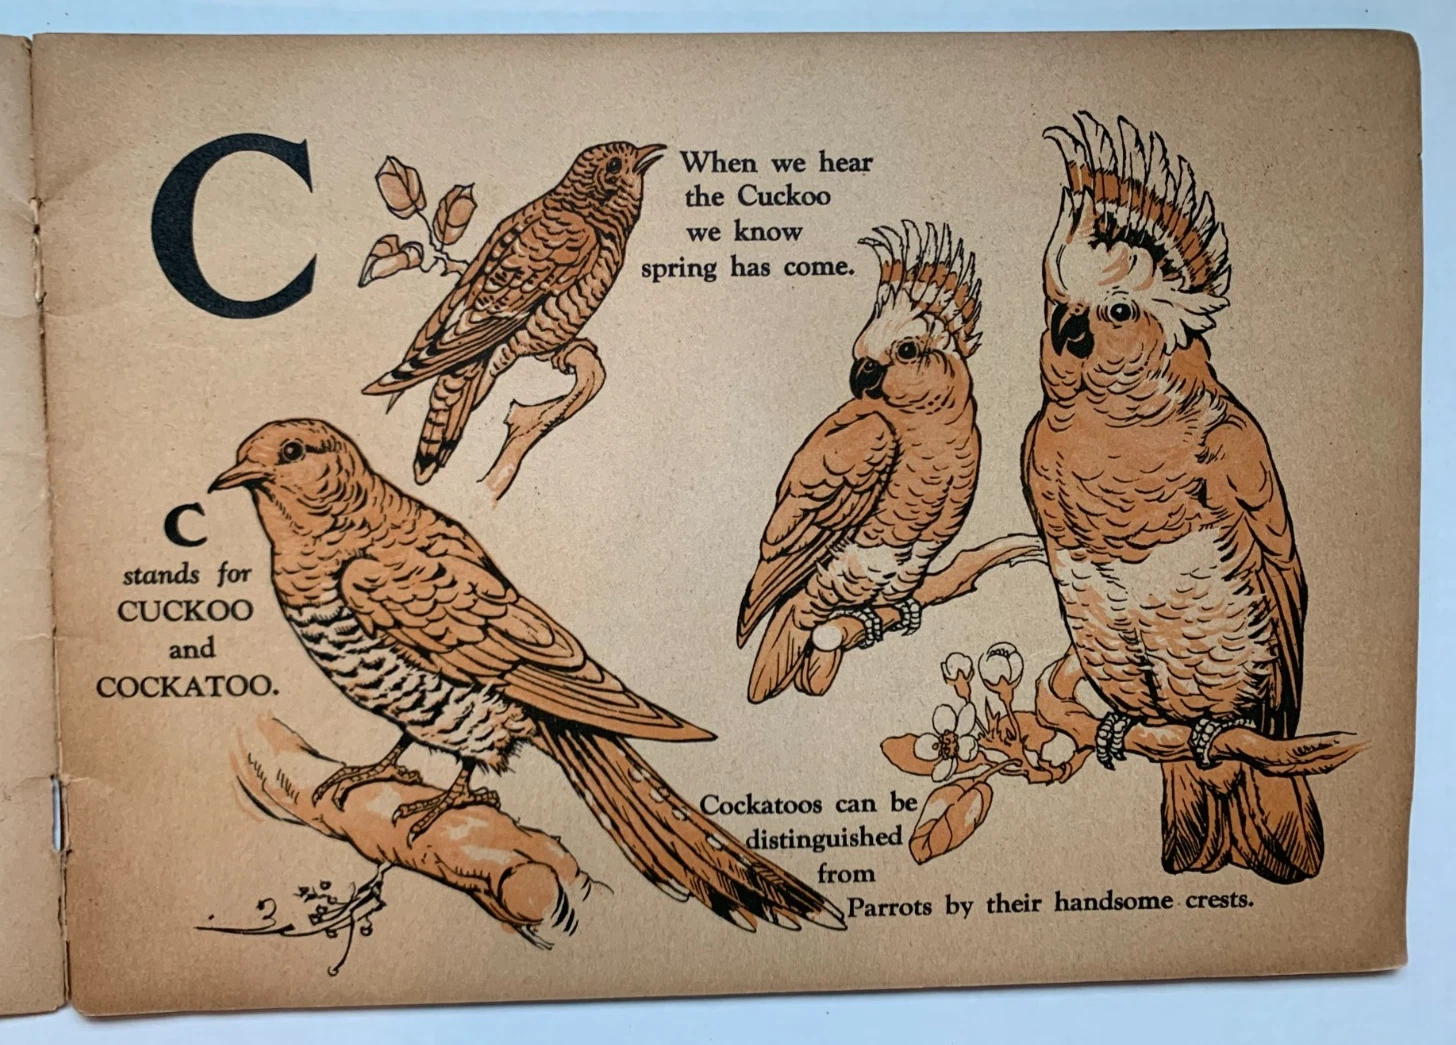 C
When we hear
the Cuckoo
we know
spring has come.
C
stands for
CUCKOO
and
COCKATOO.
Cockatoos can be
distinguished
from
Parrots by their handsome crests.
3